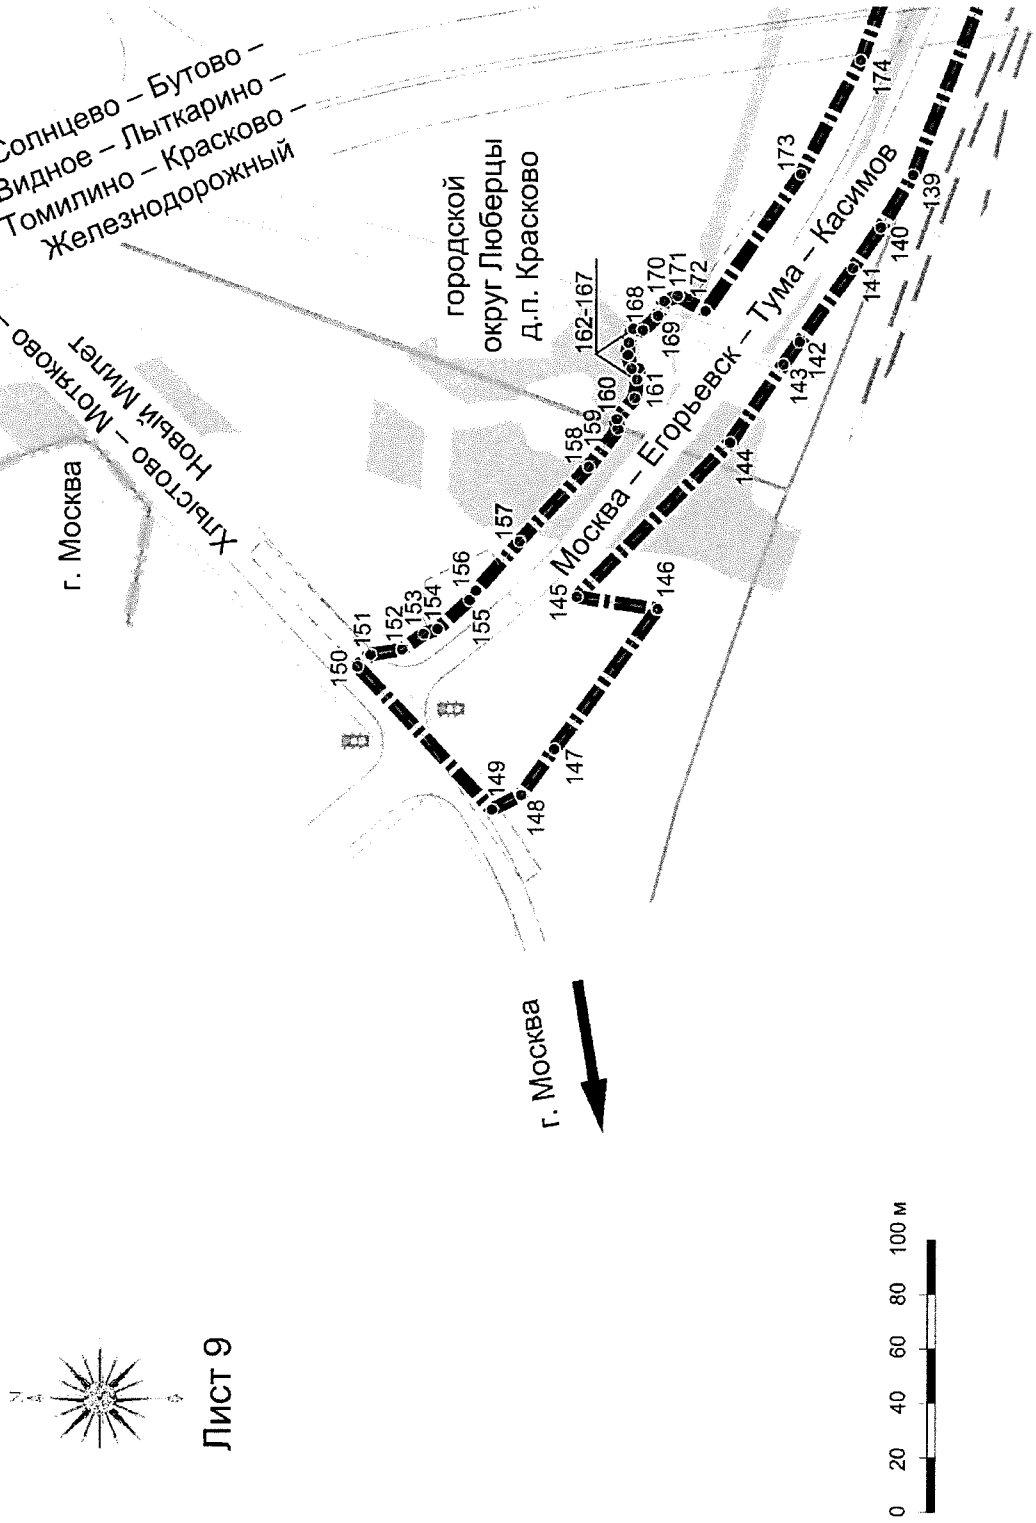 Солнцево – Бутово –
Видное – Лыткарино –
Томилино – Красково –
Железнодорожный
Хлыстово – Мотяково –
Новый Милет
г. Москва
городской
округ Люберцы
д.п. Красково
Москва – Егорьевск – Тума – Касимов
г. Москва
150
151
152
153
154
155
156
157
158
159
160
161
162-167
168
169
170
171
172
173
174
149
148
147
146
145
144
143
142
141
140
139
N
Лист 9
0 20 40 60 80 100 м